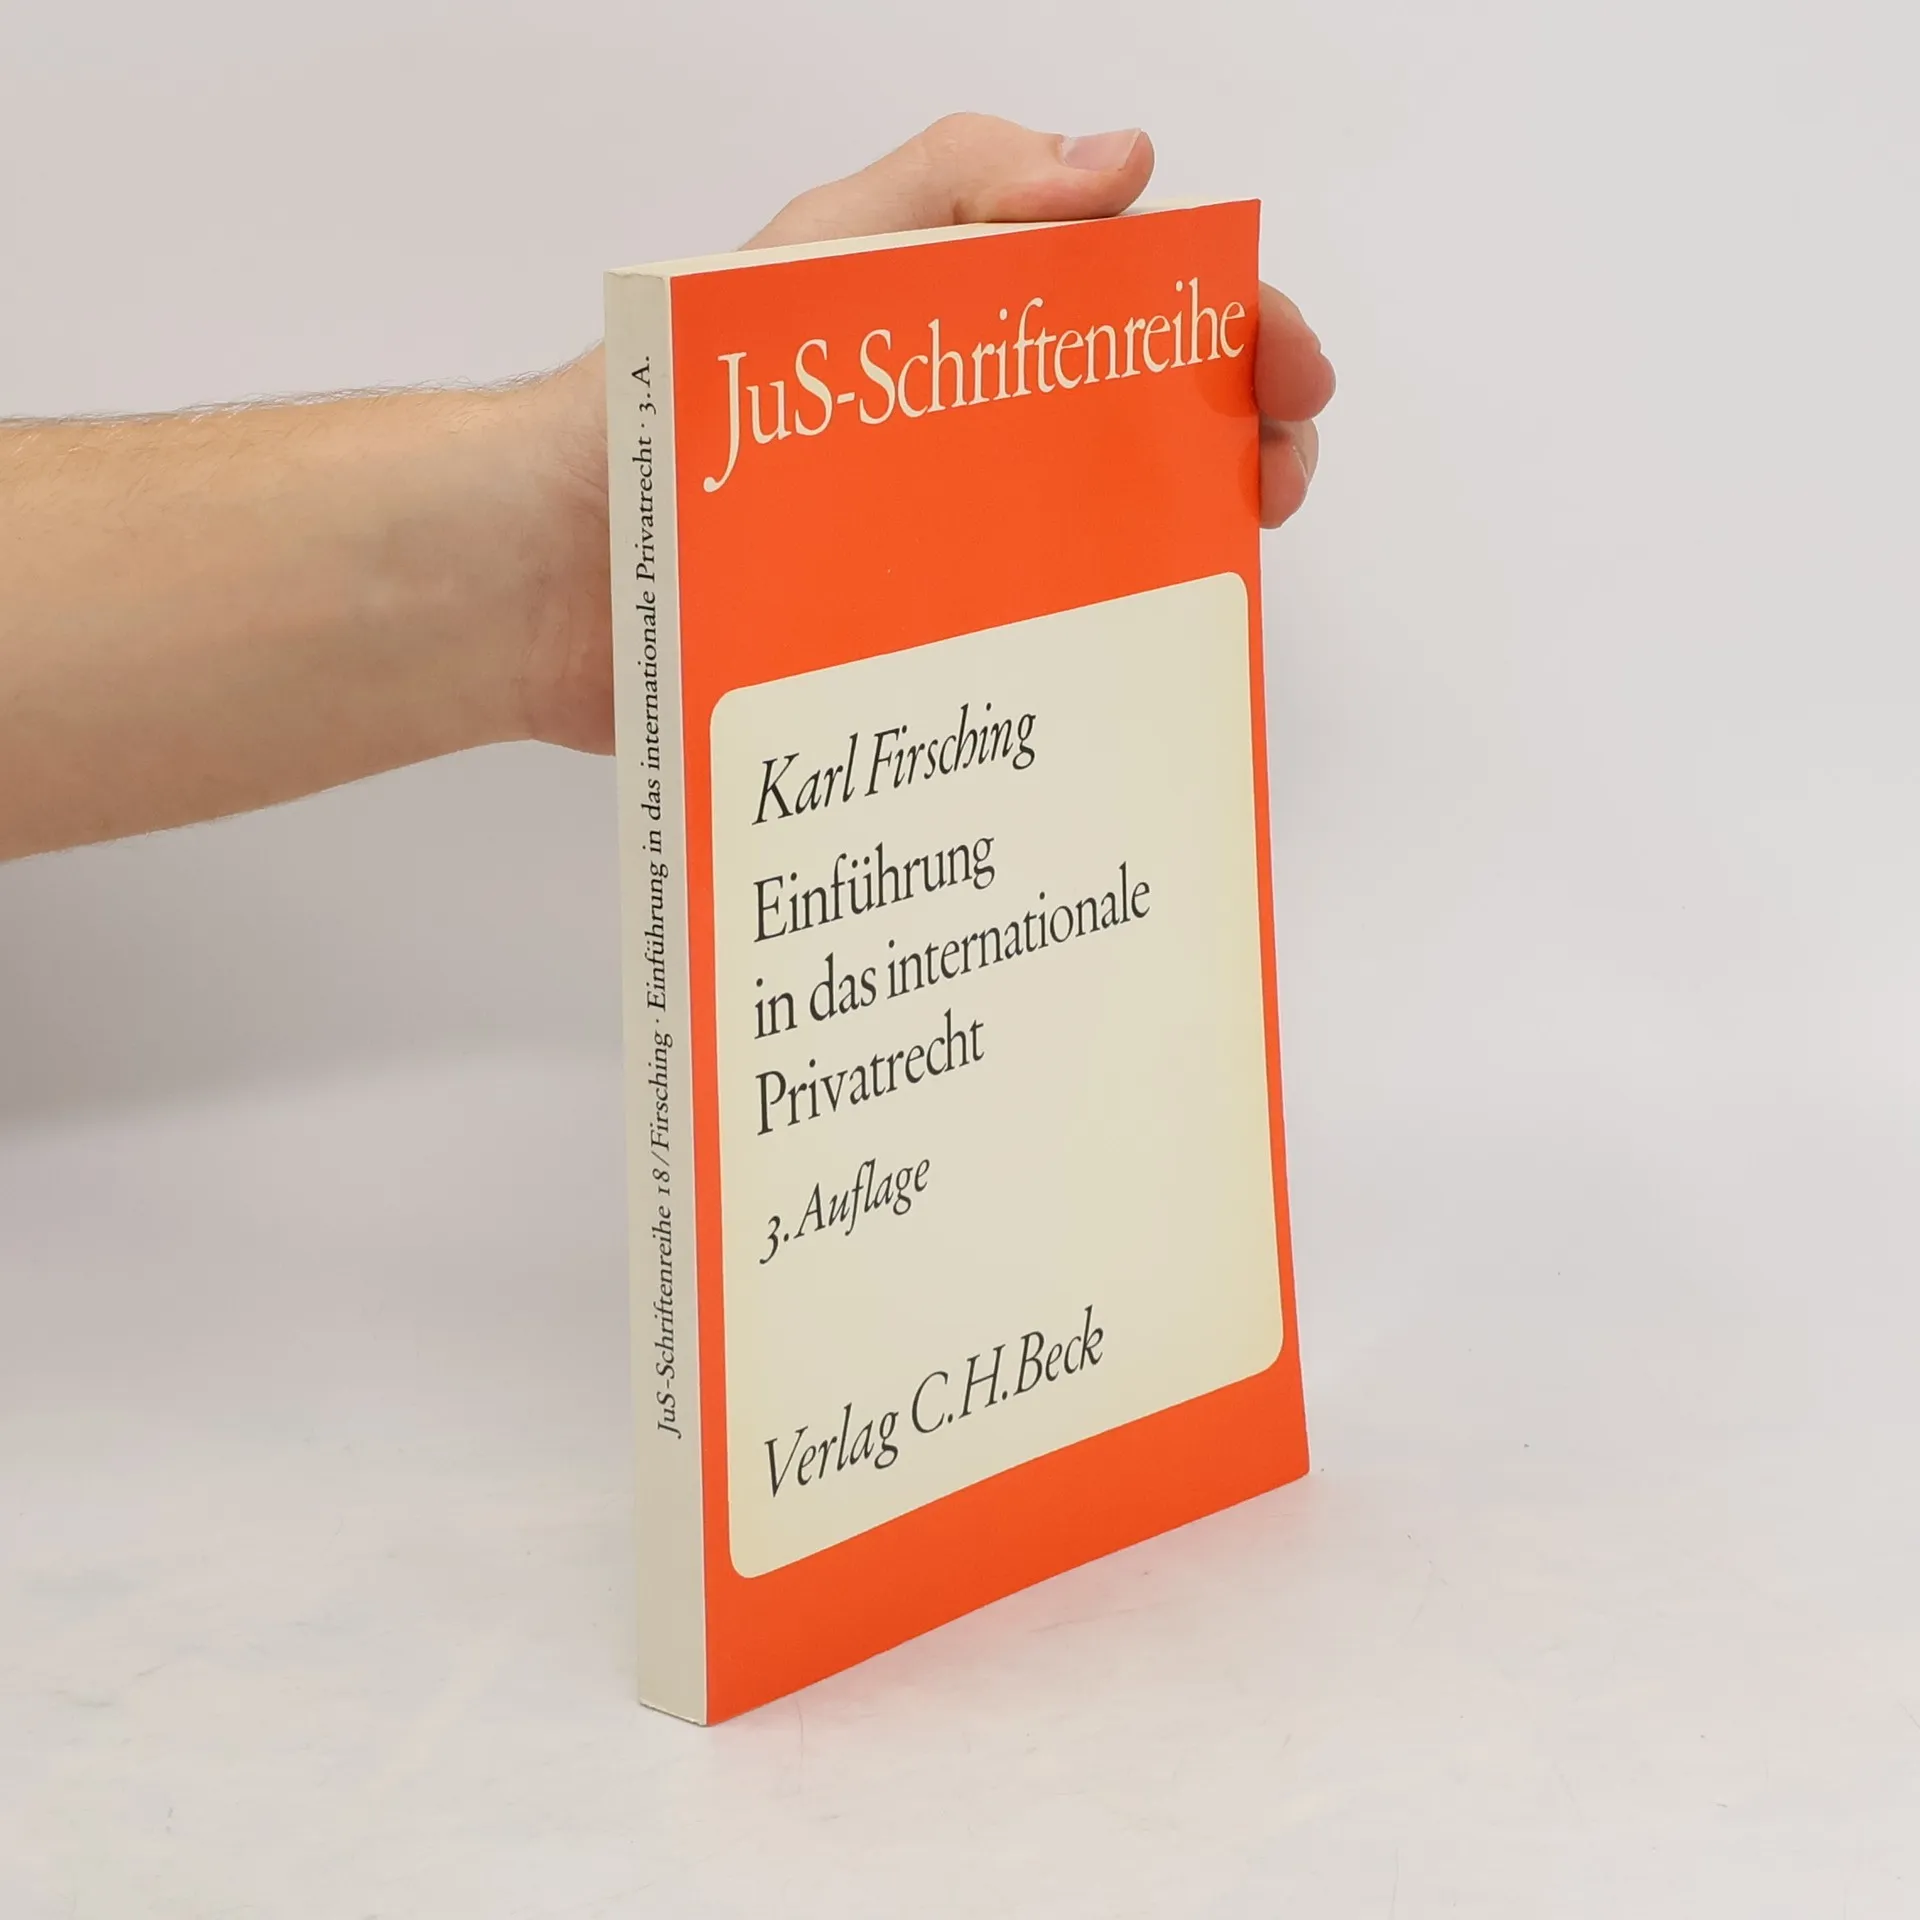 JuS-Schriftenreihe
Karl Firsching
Einführung
in das internationale
Privatrecht
3. Auflage
Verlag C.H.Beck
JuS-Schriftenreihe 18/Firsching · Einführung in das internationale Privatrecht · 3.A.